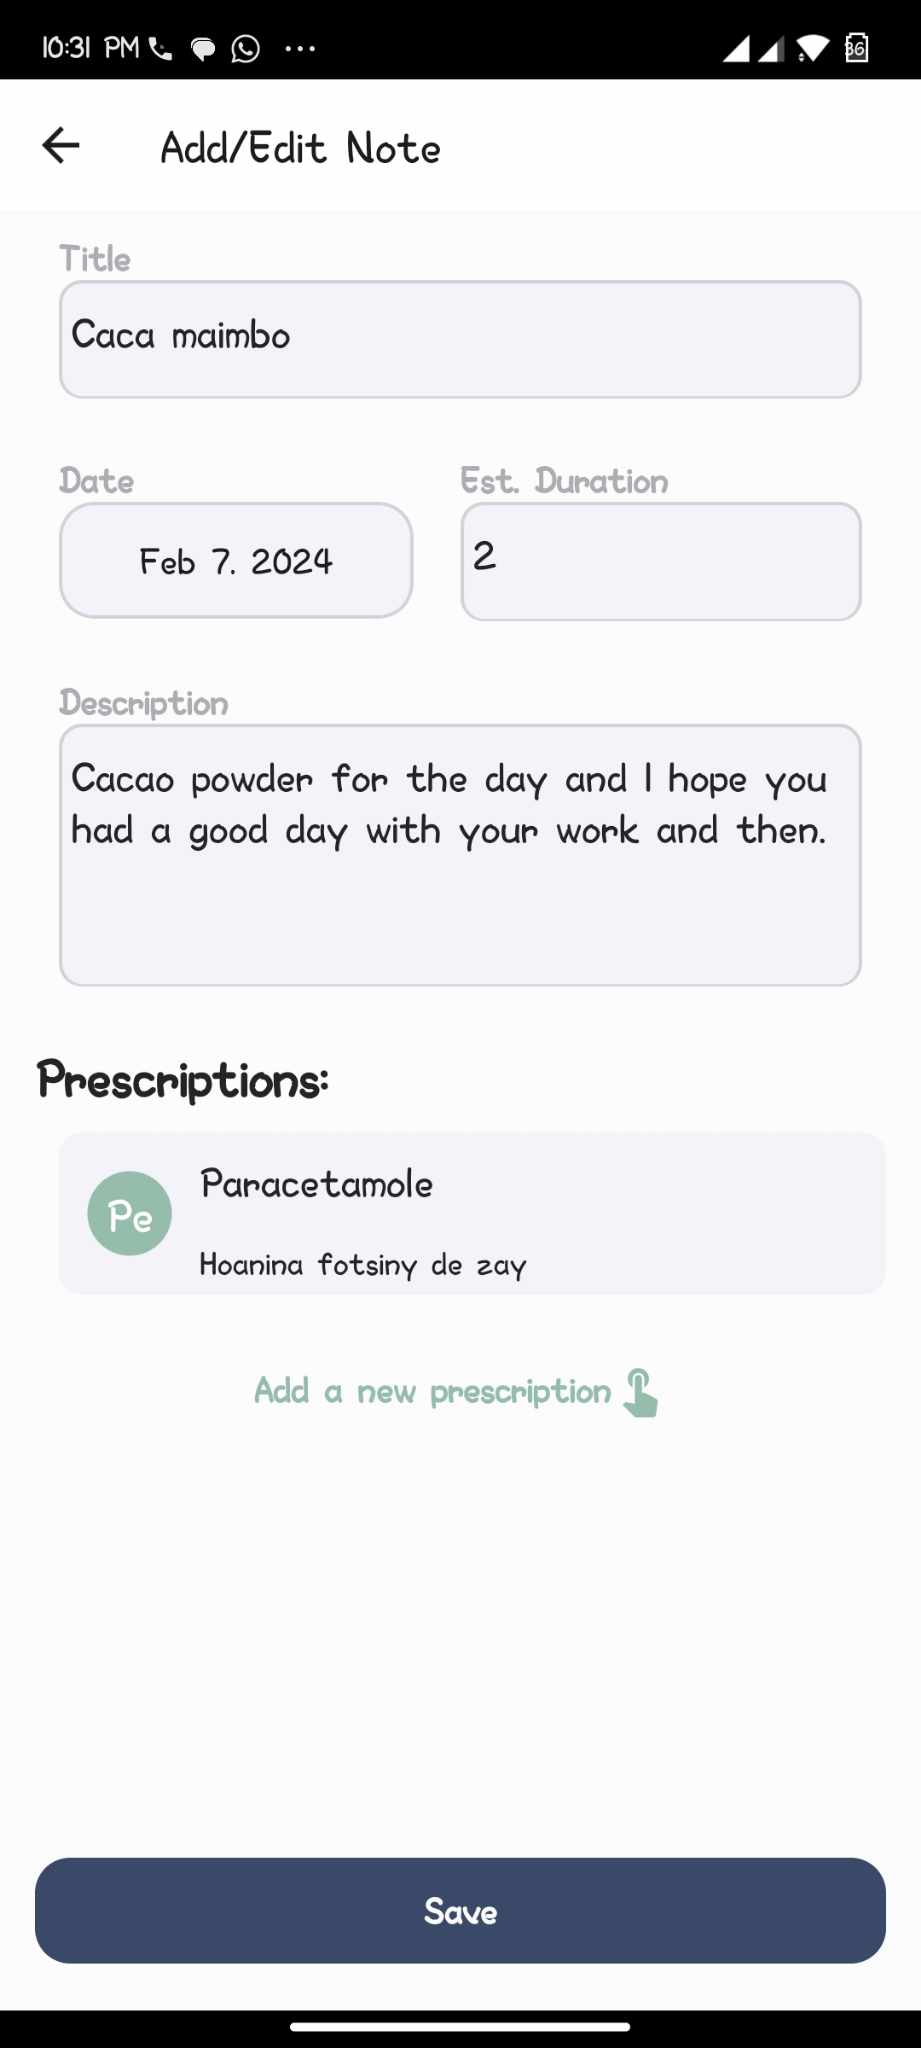 10:31 PM
36
Add/Edit Note
Title
Caca maimbo
Date
Est. Duration
Feb 7. 2024
2
Description
Cacao powder for the day and I hope you
had a good day with your work and then.
Prescriptions:
Pe
Paracetamole
Hoanina fotsiny de zay
Add a new prescription
Save